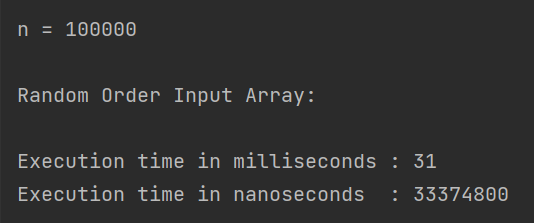 n = 100000
Random Order Input Array:
Execution time in milliseconds : 31
Execution time in nanoseconds  : 33374800